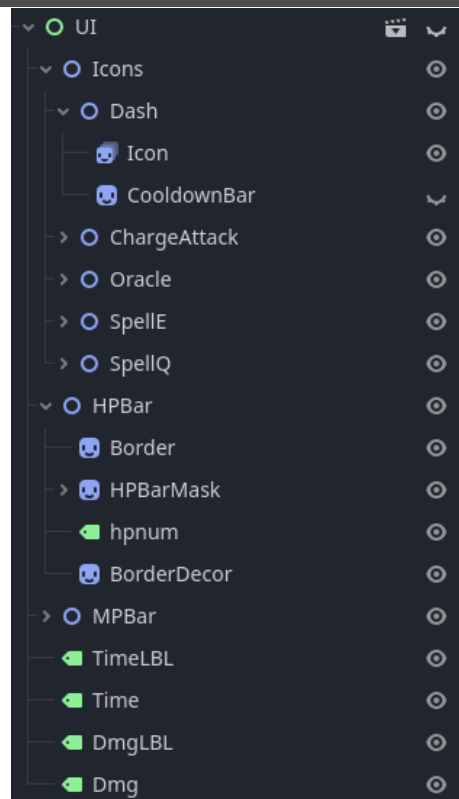 UI
Icons
Dash
Icon
CooldownBar
ChargeAttack
Oracle
SpellE
SpellQ
HPBar
Border
HPBarMask
hpnum
BorderDecor
MPBar
TimeLBL
Time
DmgLBL
Dmg